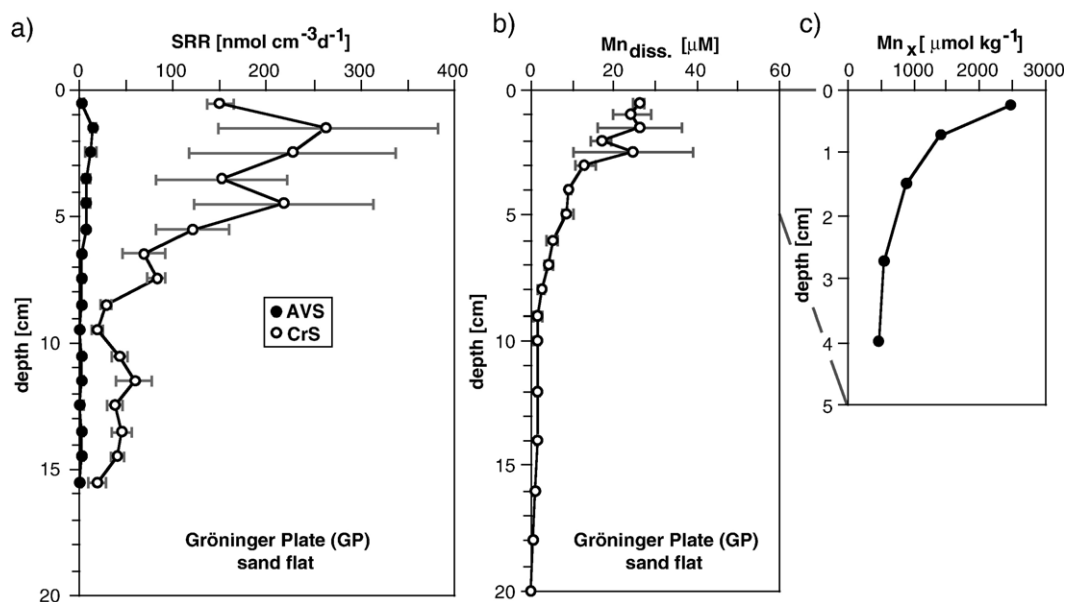 a)
SRR [nmol cm-3d-1)
0 100 200 300 400
0
5
10
15
20
depth [cm]
AVS
CrS
Gröninger Plate (GP)
sand flat
b)
Mndiss. [µM]
0 20 40 60
0
5
10
15
20
depth [cm]
Gröninger Plate (GP)
sand flat
c)
Mnx[ µmol kg-1]
0 1000 2000 3000
0
1
2
3
4
5
depth [cm]